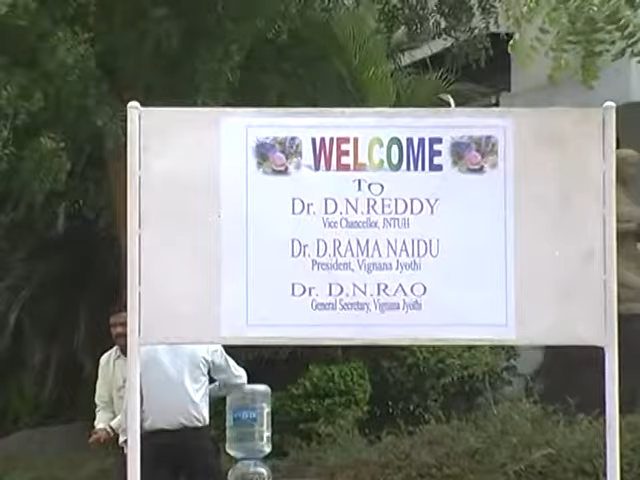 WELCOME
TO
Dr. D.N.REDDY
Vice Chancellor, JNTUH
Dr. D.RAMA NAIDU
President, Vignana Jyothi
Dr. D.N.RAO
General Secretary, Vignana Jyothi